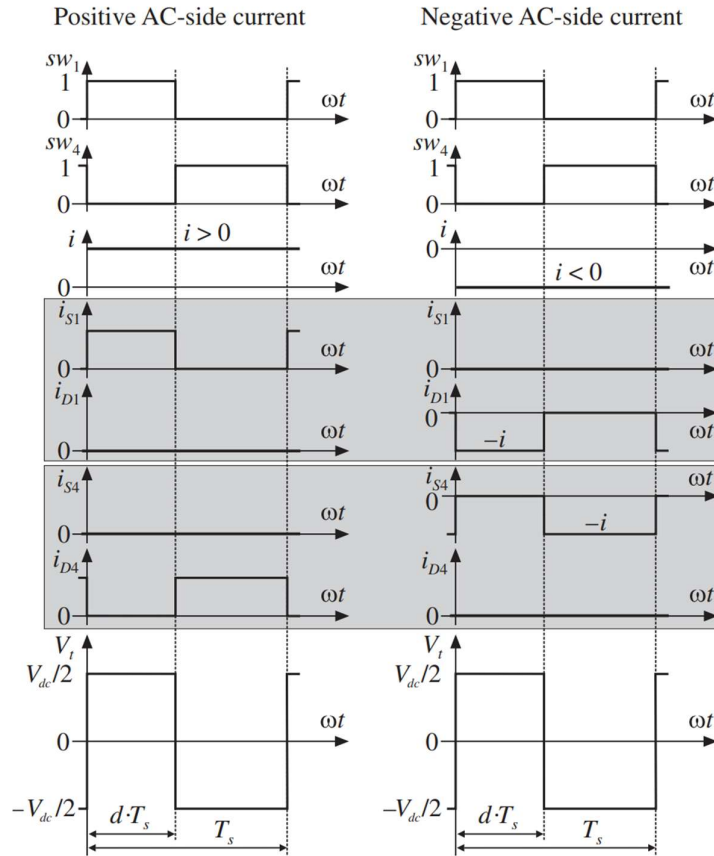 Positive AC-side current
Negative AC-side current
sw1
1
0
ωt
sw4
1
0
ωt
i
i > 0
0
ωt
iS1
0
ωt
iD1
0
ωt
iS4
0
ωt
iD4
0
ωt
Vt
Vdc/2
0
ωt
−Vdc/2
d·Ts
Ts
sw1
1
0
ωt
sw4
1
0
ωt
i
0
i < 0
ωt
iS1
0
ωt
iD1
0
ωt
−i
iS4
0
ωt
−i
iD4
0
ωt
Vt
Vdc/2
0
ωt
−Vdc/2
d·Ts
Ts